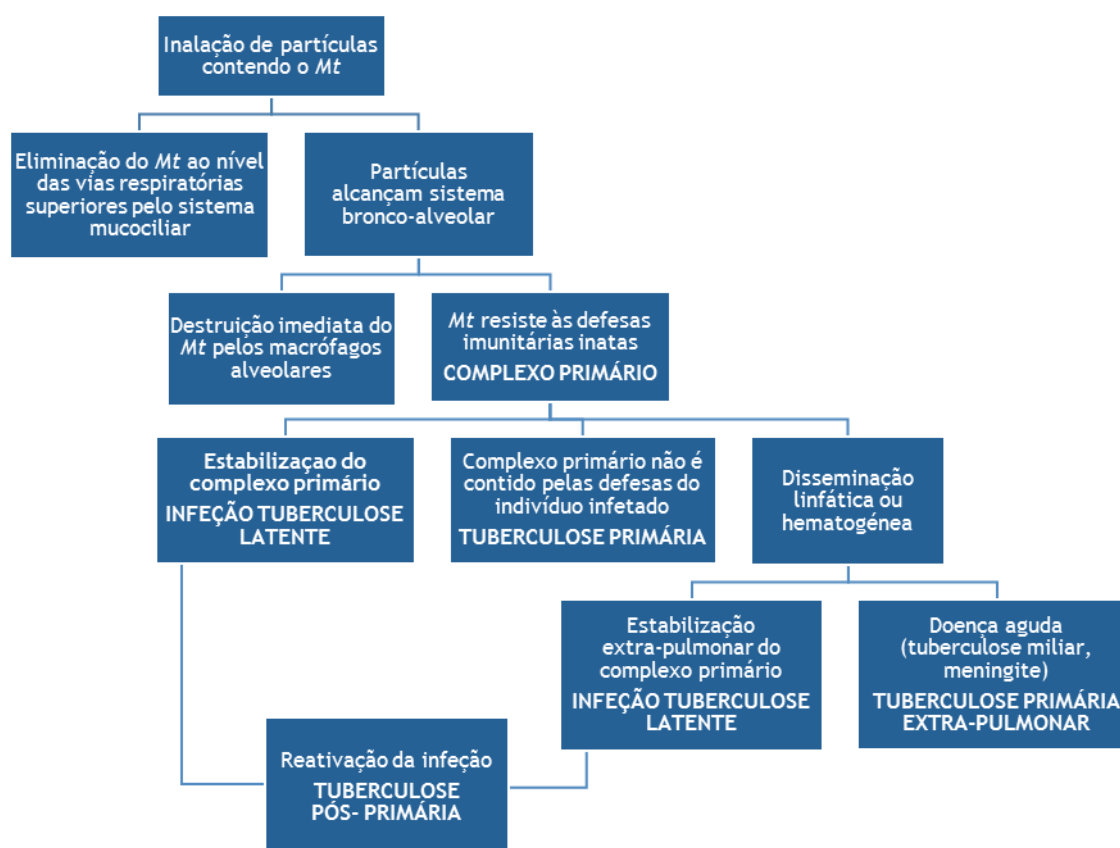 Inalação de partículas
contendo o Mt
Eliminação do Mt ao nível
das vias respiratórias
superiores pelo sistema
mucociliar
Partículas
alcançam sistema
bronco-alveolar
Destruição imediata do
Mt pelos macrófagos
alveolares
Mt resiste às defesas
imunitárias inatas
COMPLEXO PRIMÁRIO
Estabilizaçao do
complexo primário
INFEÇÃO TUBERCULOSE
LATENTE
Complexo primário não é
contido pelas defesas do
indivíduo infetado
TUBERCULOSE PRIMÁRIA
Disseminação
linfática ou
hematogénea
Estabilização
extra-pulmonar do
complexo primário
INFEÇÃO TUBERCULOSE
LATENTE
Doença aguda
(tuberculose miliar,
meningite)
TUBERCULOSE PRIMÁRIA
EXTRA-PULMONAR
Reativação da infeção
TUBERCULOSE
PÓS- PRIMÁRIA